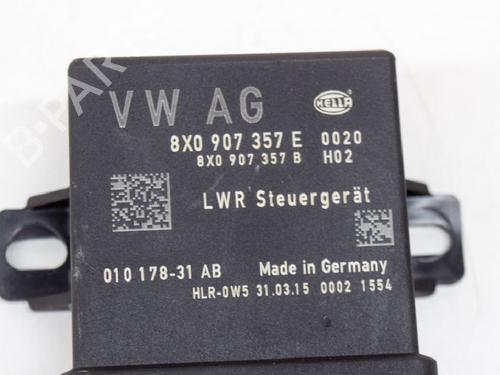 VW AG
HELLA
8X0 907 357 E 0020
8X0 907 357 B H02
LWR Steuergerät
010 178-31 AB Made in Germany
HLR-0W5 31.03.15 0002 1554
B-PARTS